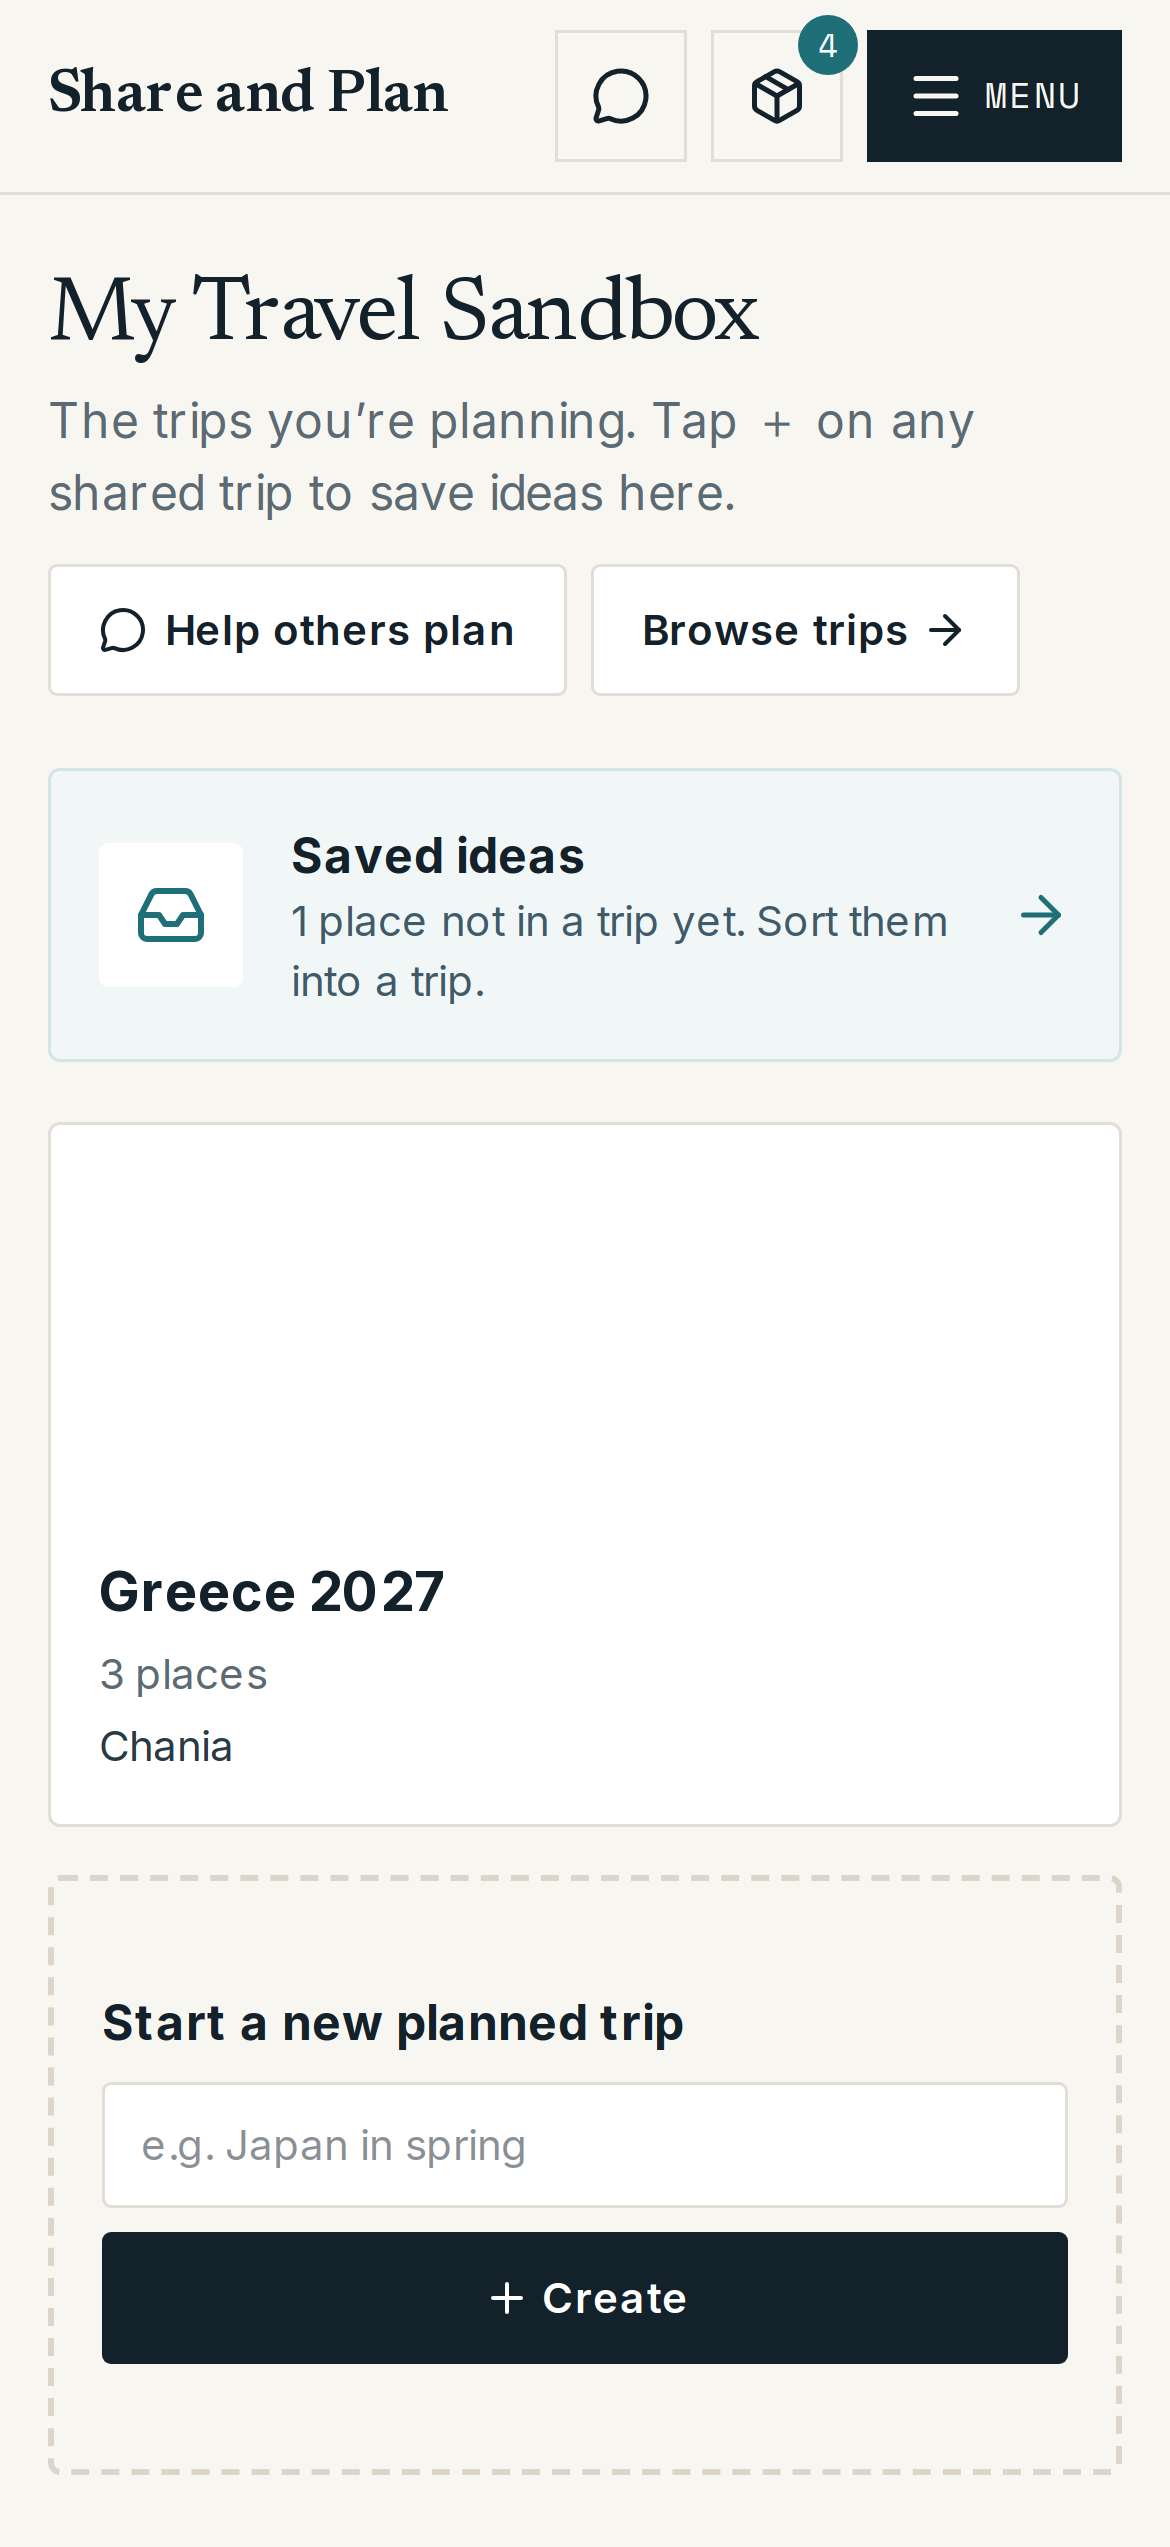 Share and Plan
4
MENU
My Travel Sandbox
The trips you’re planning. Tap + on any
shared trip to save ideas here.
Help others plan
Browse trips →
Saved ideas
1 place not in a trip yet. Sort them
into a trip.
Greece 2027
3 places
Chania
Start a new planned trip
e.g. Japan in spring
+ Create